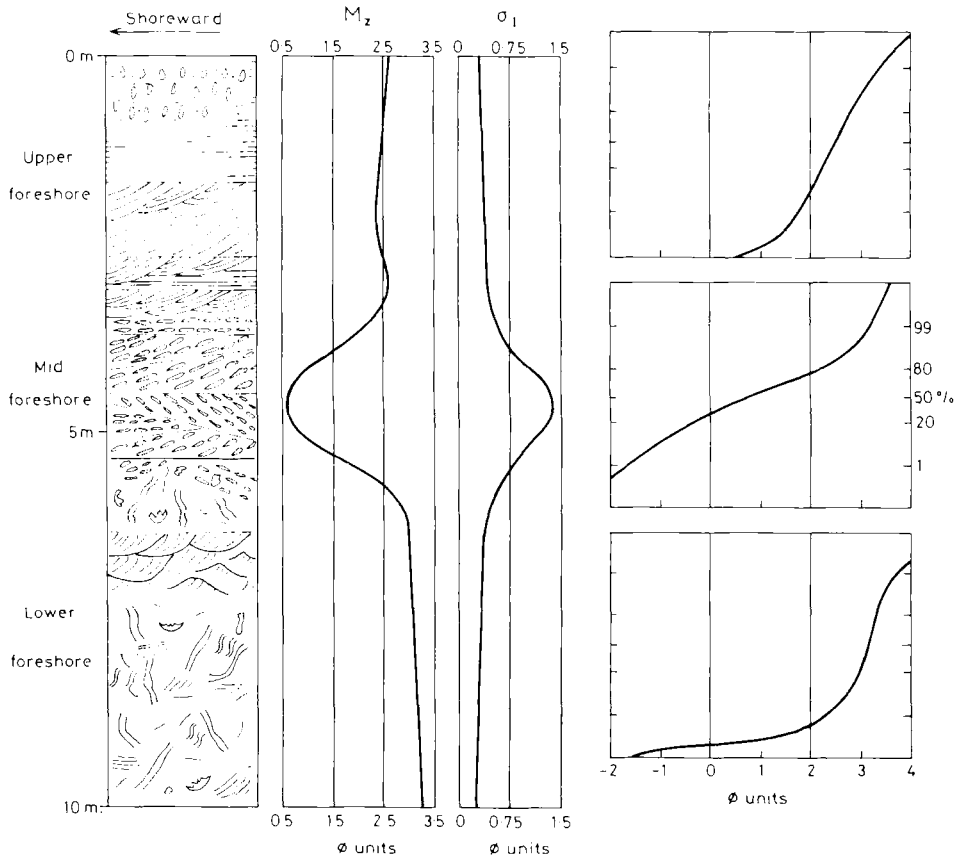 Shoreward
M_z
σ_1
0·5 1·5 2·5 3·5
0 0·75 1·5
0 m
Upper
foreshore
Mid
foreshore
5m
Lower
foreshore
10 m
0·5 1·5 2·5 3·5
0 0·75 1·5
ø units
ø units
99
80
50 %
20
1
-2 -1 0 1 2 3 4
ø units